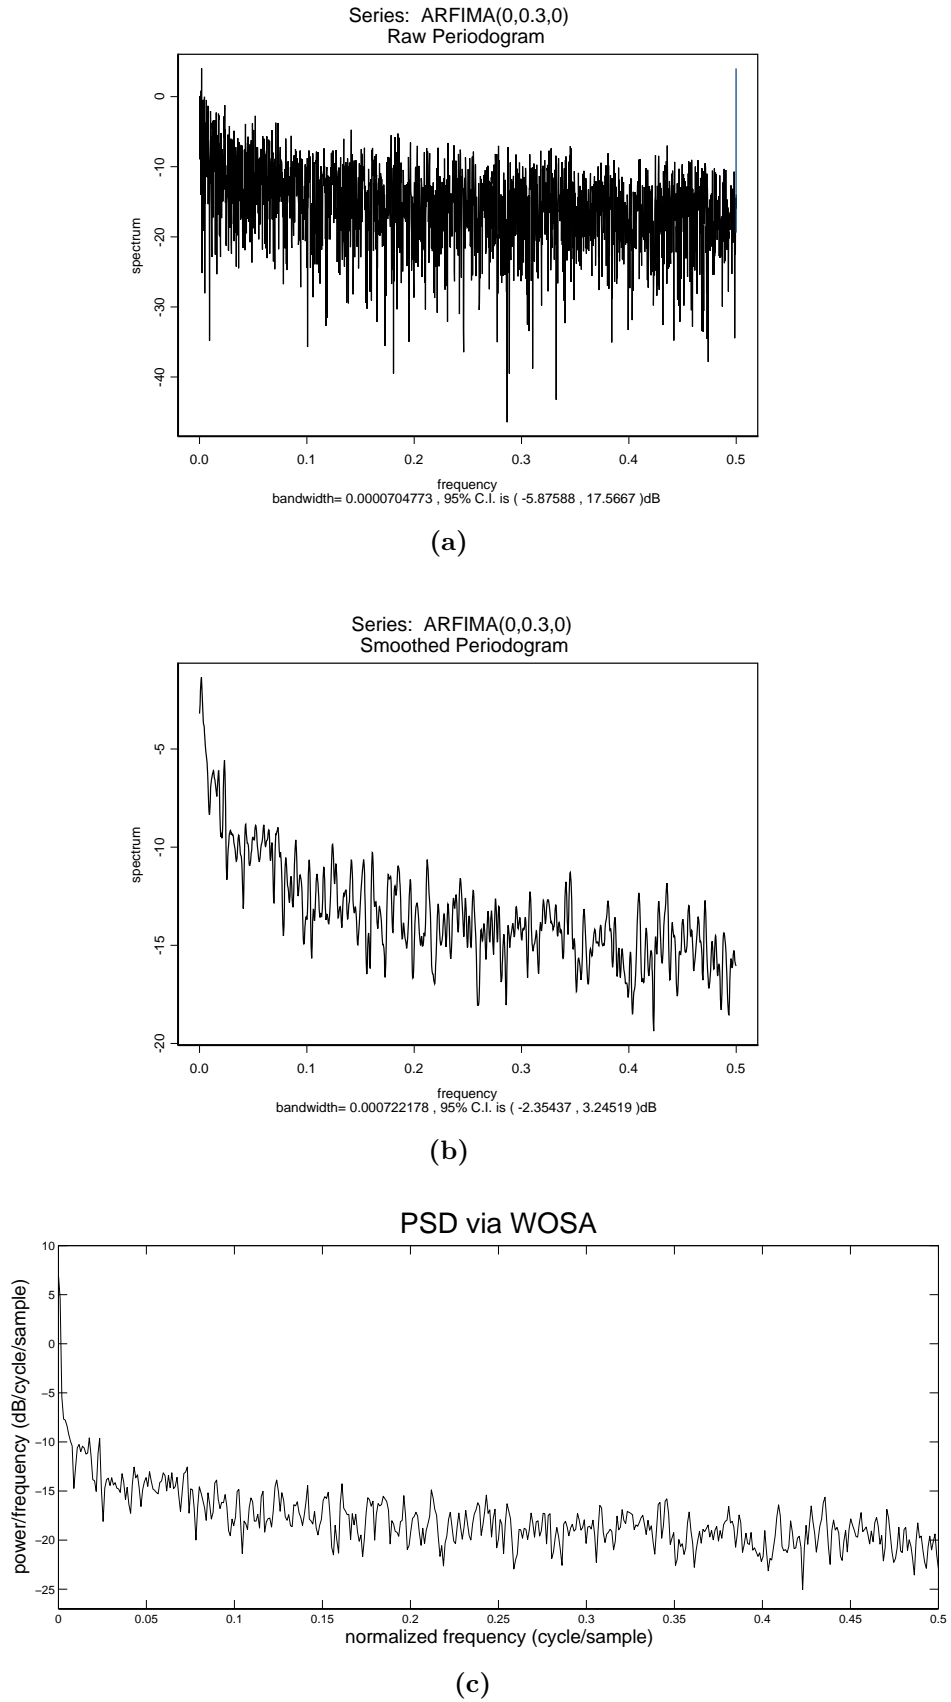 Series: ARFIMA(0,0.3,0)
Raw Periodogram
spectrum
0
-10
-20
-30
-40
0.0 0.1 0.2 0.3 0.4 0.5
frequency
bandwidth= 0.0000704773 , 95% C.I. is ( -5.87588 , 17.5667 )dB
(a)
Series: ARFIMA(0,0.3,0)
Smoothed Periodogram
spectrum
-5
-10
-15
-20
0.0 0.1 0.2 0.3 0.4 0.5
frequency
bandwidth= 0.000722178 , 95% C.I. is ( -2.35437 , 3.24519 )dB
(b)
PSD via WOSA
power/frequency (dB/cycle/sample)
10
5
0
−5
−10
−15
−20
−25
0 0.05 0.1 0.15 0.2 0.25 0.3 0.35 0.4 0.45 0.5
normalized frequency (cycle/sample)
(c)